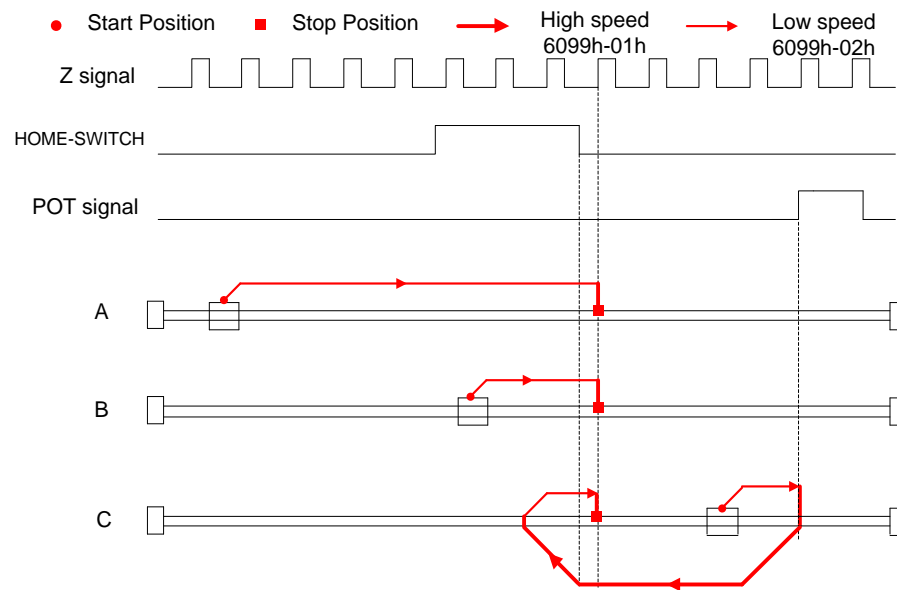 Start Position
Stop Position
High speed
6099h-01h
Low speed
6099h-02h
Z signal
HOME-SWITCH
POT signal
A
B
C